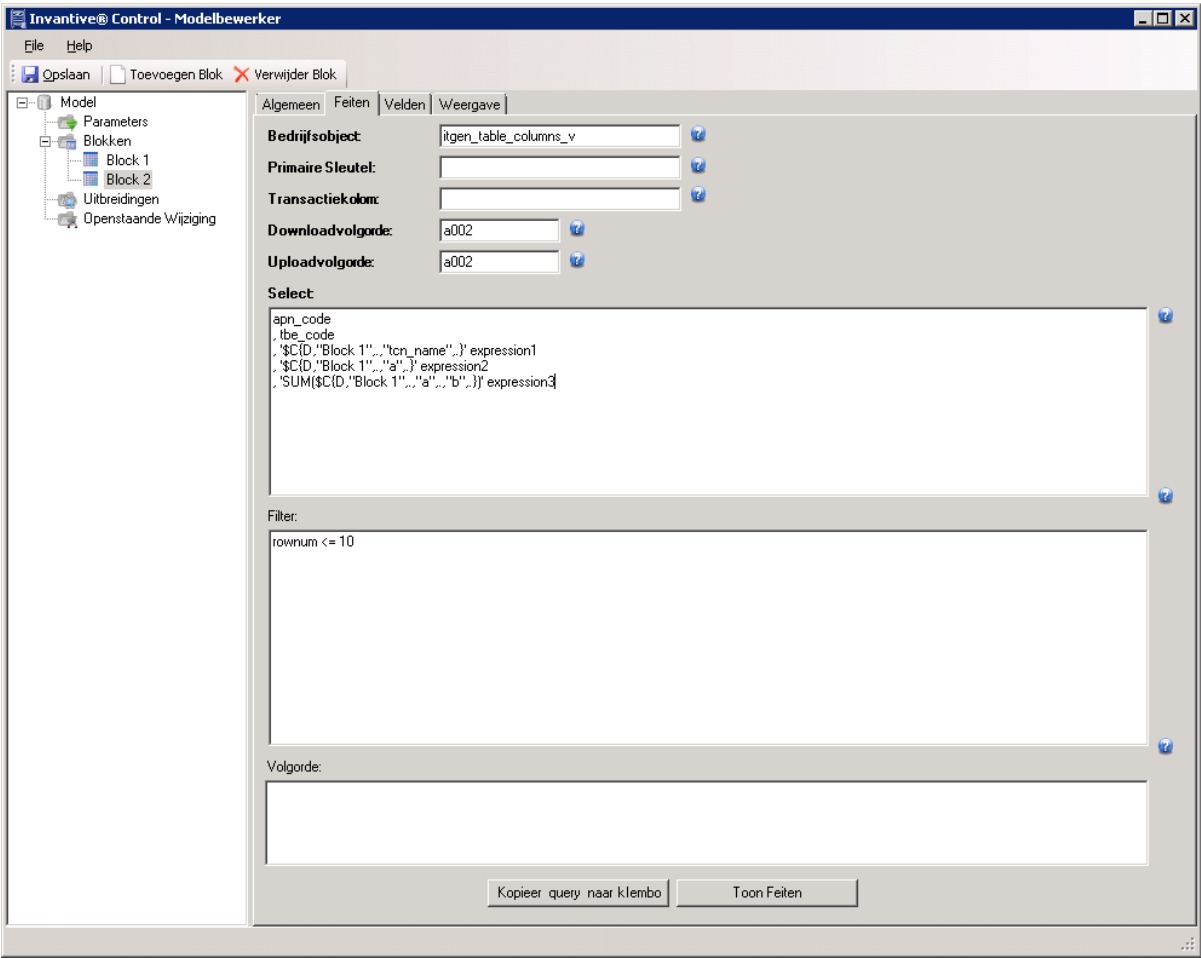 Invantive® Control - Modelbewerker
File Help
Opslaan Toevoegen Blok Verwijder Blok
Model
Parameters
Blokken
Block 1
Block 2
Uitbreidingen
Openstaande Wijziging
Algemeen Feiten Velden Weergave
Bedrijfsobject:
itgen_table_columns_v
Primaire Sleutel:
Transactiekolom:
Downloadvolgorde:
a002
Uploadvolgorde:
a002
Select:
apn_code
, tbe_code
, '$C{D,"Block 1",.,"tcn_name",.}' expression1
, '$C{D,"Block 1",.,"a",.}' expression2
, 'SUM($C{D,"Block 1",.,"a",.,"b",.})' expression3
Filter:
rownum <= 10
Volgorde:
Kopieer query naar klembo
Toon Feiten